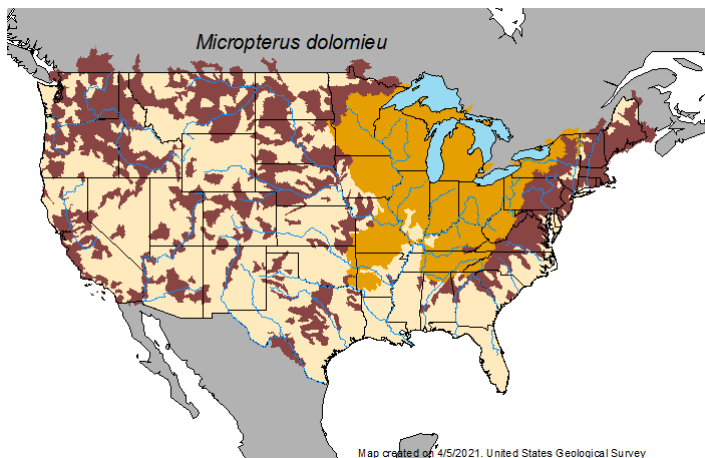 Micropterus dolomieu
Map created on 4/5/2021. United States Geological Survey